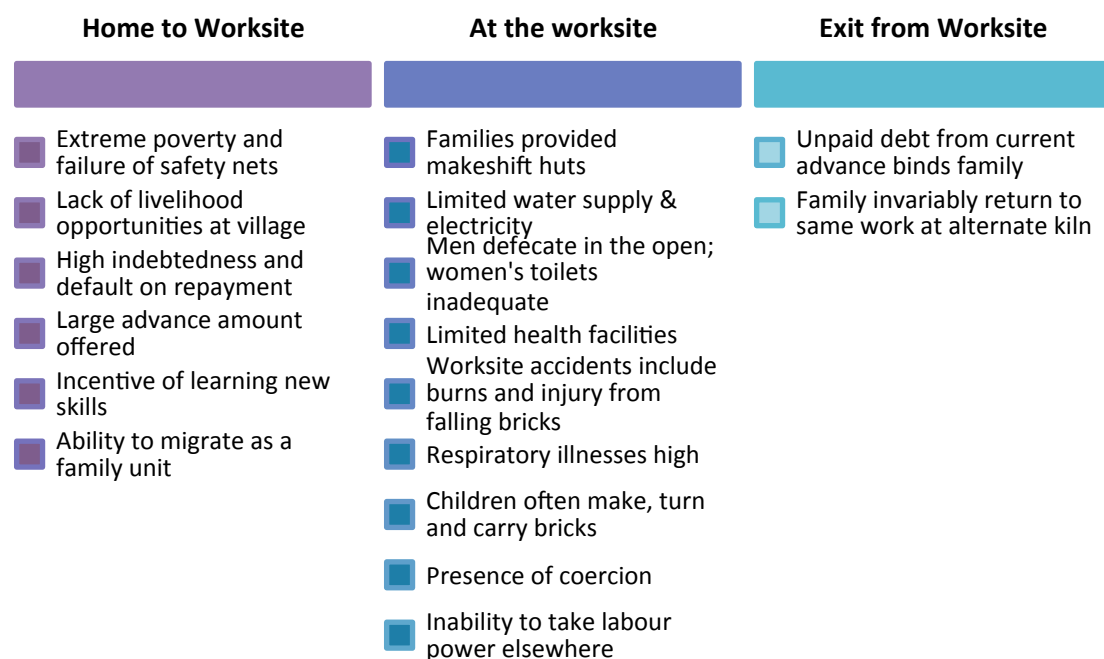 Home to Worksite
Extreme poverty and
failure of safety nets
Lack of livelihood
opportunities at village
High indebtedness and
default on repayment
Large advance amount
offered
Incentive of learning new
skills
Ability to migrate as a
family unit
At the worksite
Families provided
makeshift huts
Limited water supply &
electricity
Men defecate in the open;
women's toilets
inadequate
Limited health facilities
Worksite accidents include
burns and injury from
falling bricks
Respiratory illnesses high
Children often make, turn
and carry bricks
Presence of coercion
Inability to take labour
power elsewhere
Exit from Worksite
Unpaid debt from current
advance binds family
Family invariably return to
same work at alternate kiln